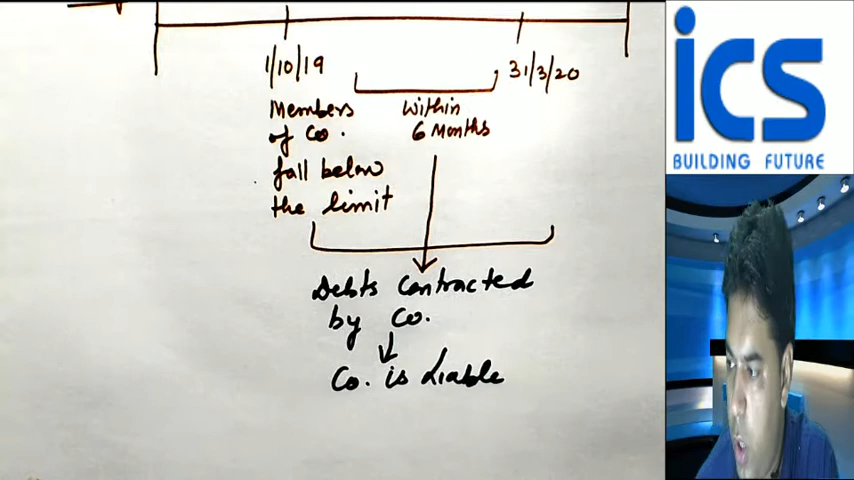 1/10/19
31/3/20
Members
of Co.
fall below
the limit
within
6 Months
Debts contracted
by Co.
Co. is liable
ics
BUILDING FUTURE